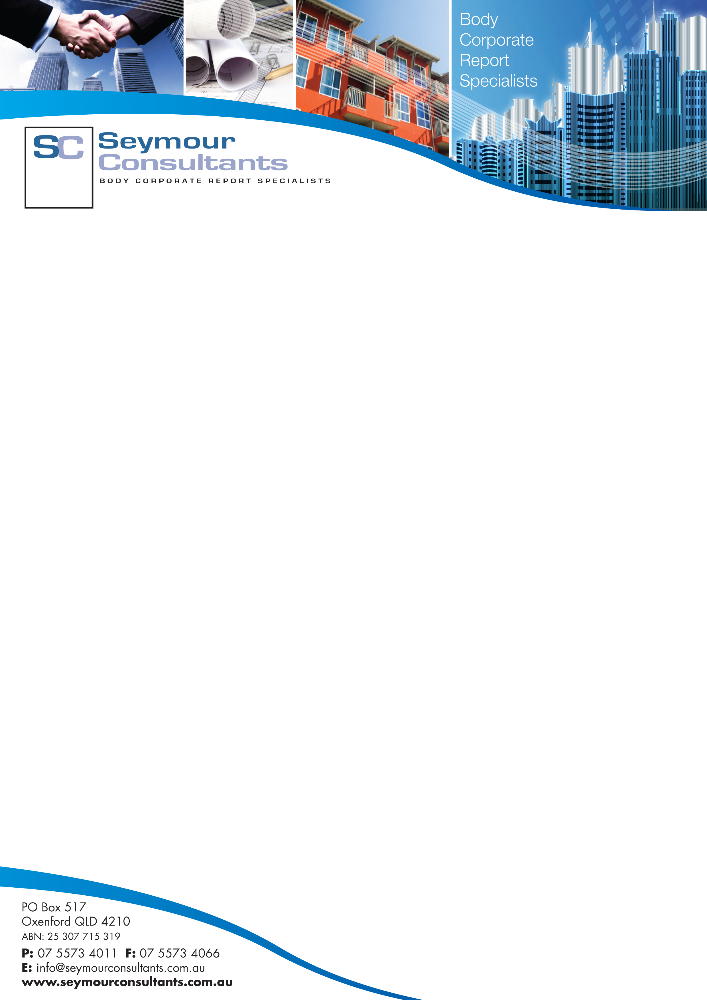 Body
Corporate
Report
Specialists
SC
Seymour
Consultants
BODY CORPORATE REPORT SPECIALISTS
PO Box 517
Oxenford QLD 4210
ABN: 25 307 715 319
P: 07 5573 4011 F: 07 5573 4066
E: info@seymourconsultants.com.au
www.seymourconsultants.com.au